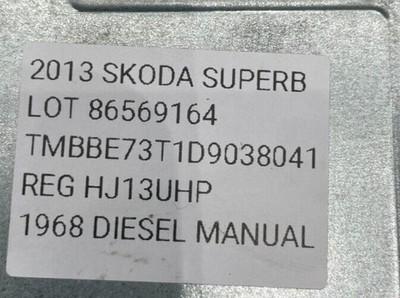 2013 SKODA SUPERB
LOT 86569164
TMBBE73T1D9038041
REG HJ13UHP
1968 DIESEL MANUAL